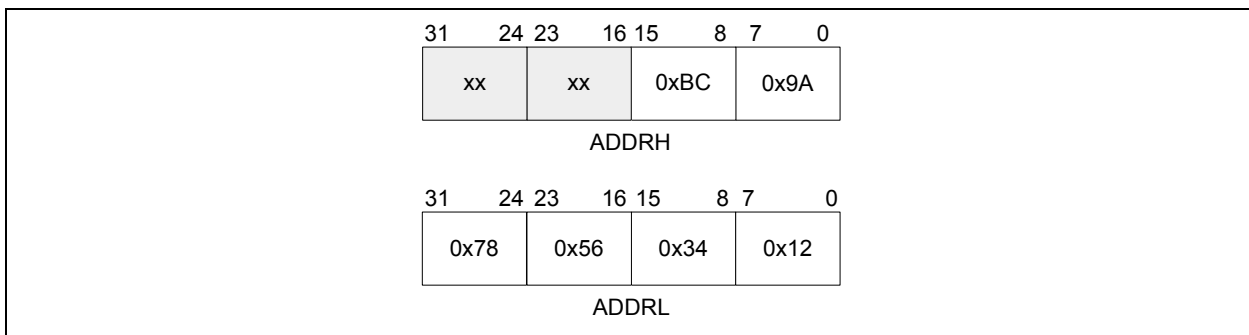 31 24 23 16 15 8 7 0
xx xx 0xBC 0x9A
ADDRH
31 24 23 16 15 8 7 0
0x78 0x56 0x34 0x12
ADDRL